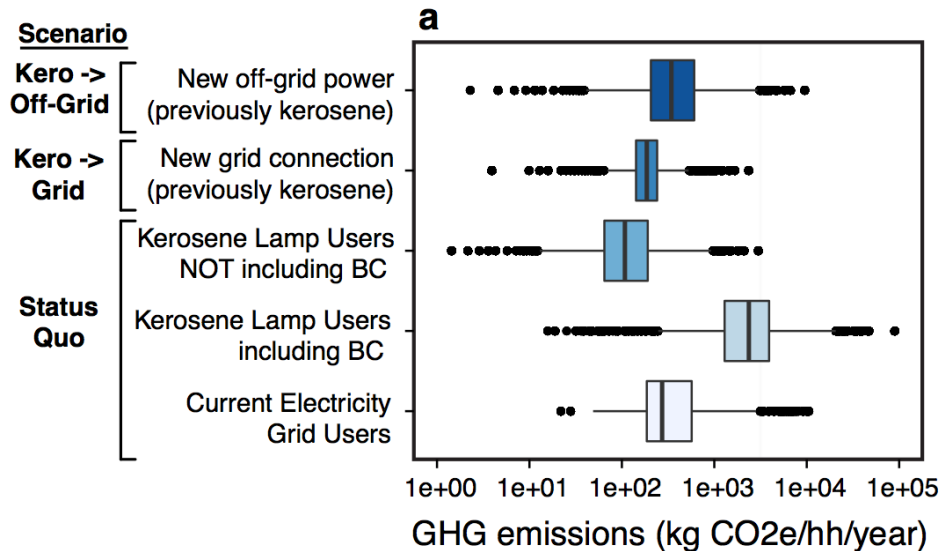 a
Scenario
Kero ->
Off-Grid
New off-grid power
(previously kerosene)
Kero ->
Grid
New grid connection
(previously kerosene)
Status
Quo
Kerosene Lamp Users
NOT including BC
Kerosene Lamp Users
including BC
Current Electricity
Grid Users
1e+00 1e+01 1e+02 1e+03 1e+04 1e+05
GHG emissions (kg CO2e/hh/year)